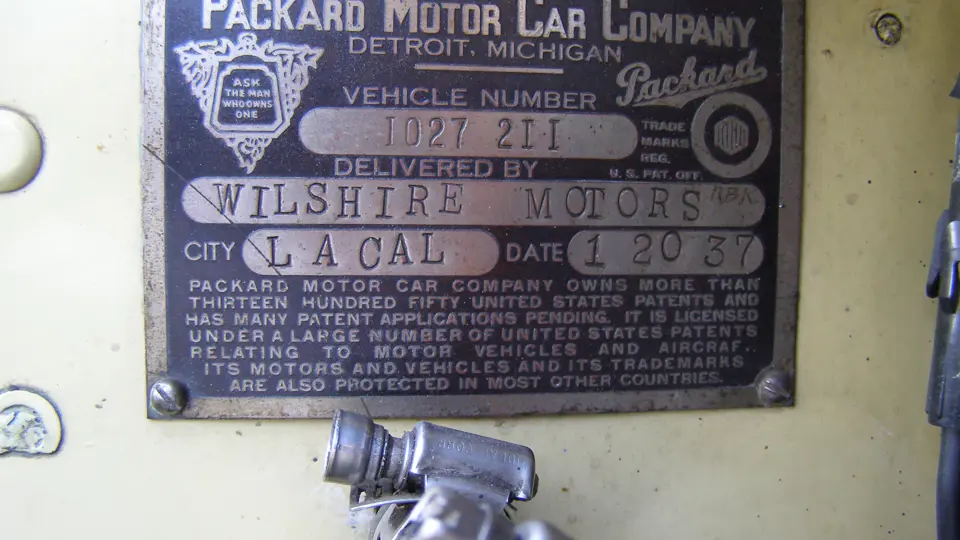 PACKARD MOTOR CAR COMPANY
DETROIT, MICHIGAN
ASK
THE MAN
WHO OWNS
ONE
Packard
VEHICLE NUMBER
1027 211
TRADE
MARKS
REG.
U. S. PAT. OFF.
DELIVERED BY
WILSHIRE MOTORS RBK
CITY L A CAL DATE 1 20 37
PACKARD MOTOR CAR COMPANY OWNS MORE THAN
THIRTEEN HUNDRED FIFTY UNITED STATES PATENTS AND
HAS MANY PATENT APPLICATIONS PENDING. IT IS LICENSED
UNDER A LARGE NUMBER OF UNITED STATES PATENTS
RELATING TO MOTOR VEHICLES AND AIRCRAF..
ITS MOTORS AND VEHICLES AND ITS TRADEMARKS
ARE ALSO PROTECTED IN MOST OTHER COUNTRIES.